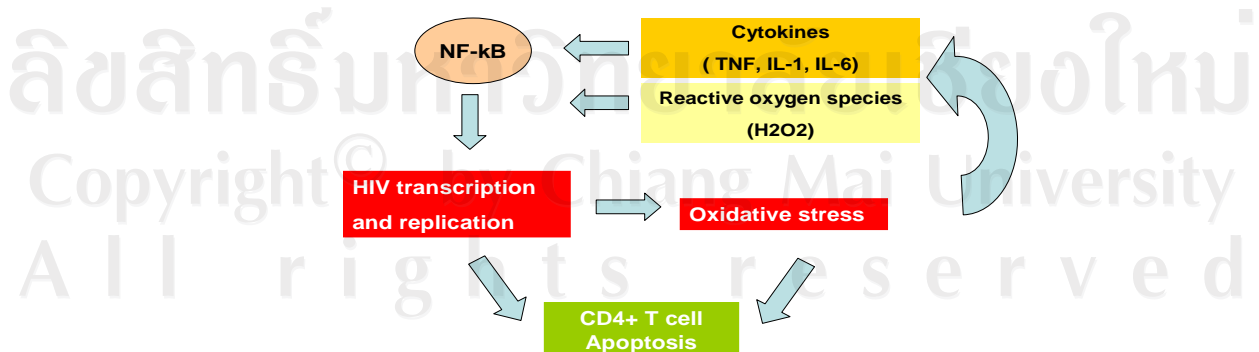 Cytokines
( TNF, IL-1, IL-6)
NF-kB
Reactive oxygen species
(H2O2)
HIV transcription
and replication
Oxidative stress
CD4+ T cell
Apoptosis
ลิขสิทธิ์มหาวิทยาลัยเชียงใหม่
Copyright© by Chiang Mai University
All rights reserved